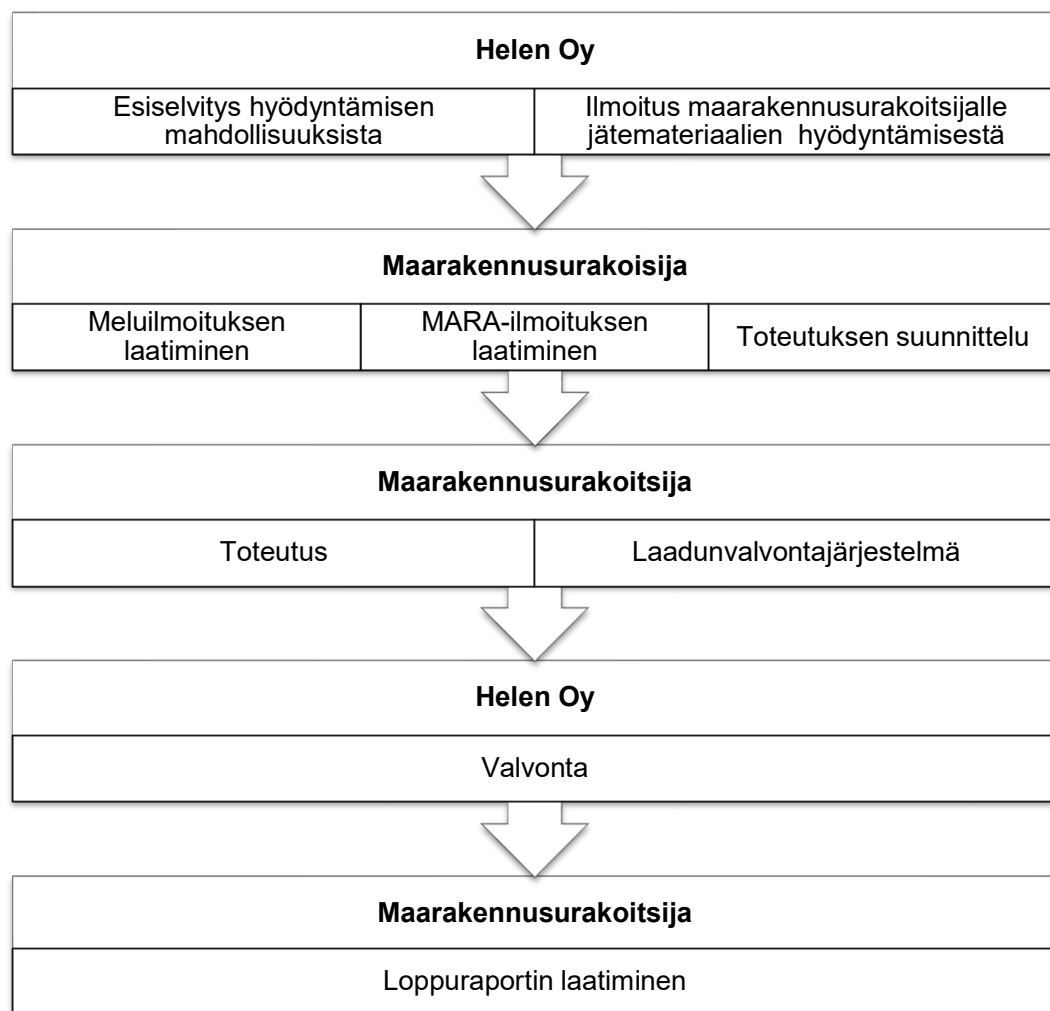 Helen Oy
Esiselvitys hyödyntämisen
mahdollisuuksista
Ilmoitus maarakennusurakoitsijalle
jätemateriaalien hyödyntämisestä
Maarakennusurakoisija
Meluilmoituksen
laatiminen
MARA-ilmoituksen
laatiminen
Toteutuksen suunnittelu
Maarakennusurakoitsija
Toteutus
Laadunvalvontajärjestelmä
Helen Oy
Valvonta
Maarakennusurakoitsija
Loppuraportin laatiminen